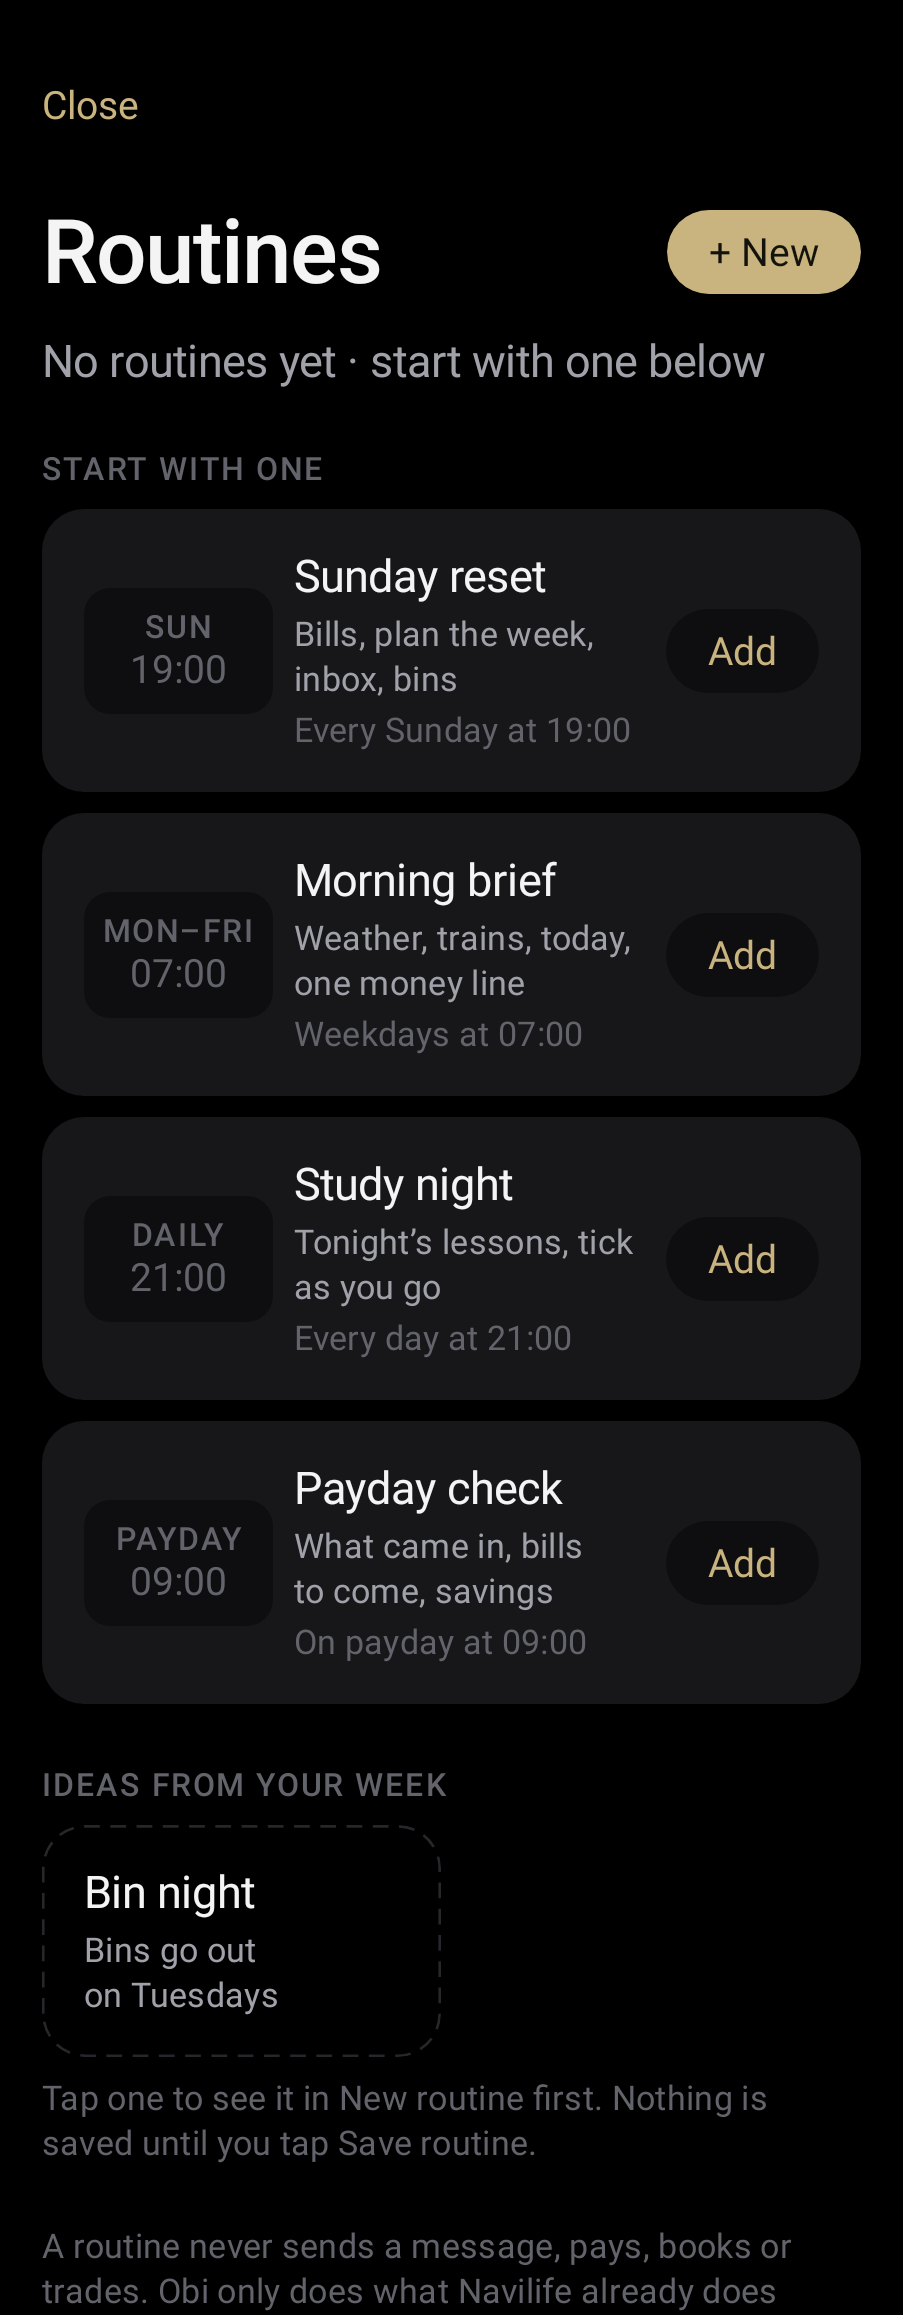 Close
Routines
+ New
No routines yet · start with one below
START WITH ONE
SUN
19:00
Sunday reset
Bills, plan the week,
inbox, bins
Every Sunday at 19:00
Add
MON–FRI
07:00
Morning brief
Weather, trains, today,
one money line
Weekdays at 07:00
Add
DAILY
21:00
Study night
Tonight’s lessons, tick
as you go
Every day at 21:00
Add
PAYDAY
09:00
Payday check
What came in, bills
to come, savings
On payday at 09:00
Add
IDEAS FROM YOUR WEEK
Bin night
Bins go out
on Tuesdays
Tap one to see it in New routine first. Nothing is
saved until you tap Save routine.
A routine never sends a message, pays, books or
trades. Obi only does what Navilife already does